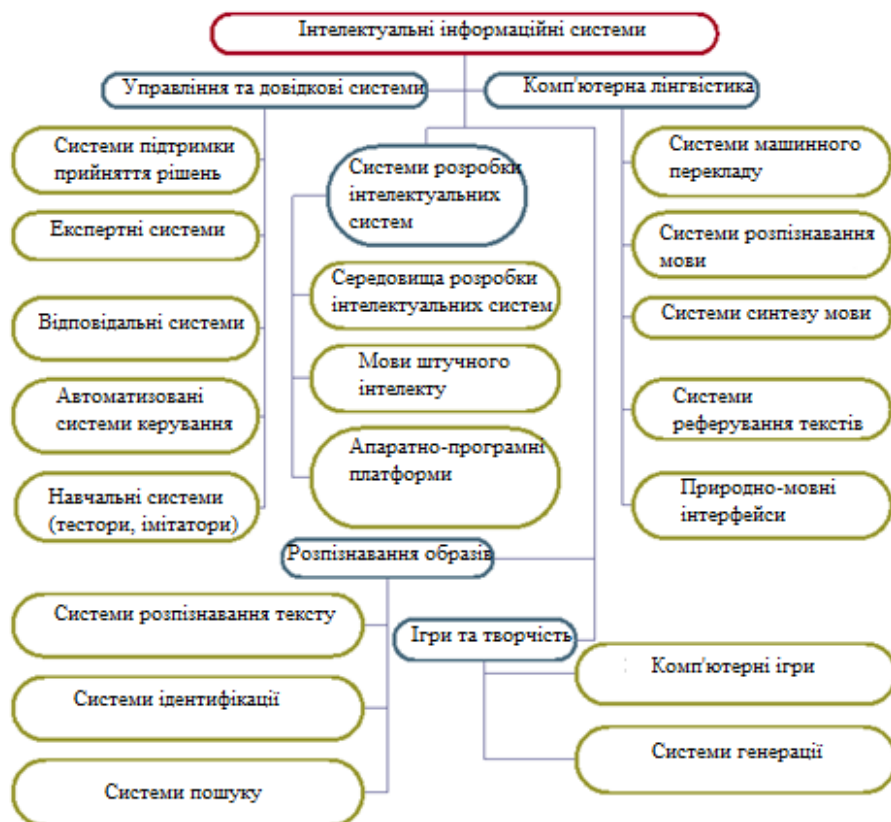 Інтелектуальні інформаційні системи
Управління та довідкові системи
Комп'ютерна лінгвістика
Системи підтримки
прийняття рішень
Експертні системи
Відповідальні системи
Автоматизовані
системи керування
Навчальні системи
(тестори, імітатори)
Системи розробки
інтелектуальних
систем
Середовища розробки
інтелектуальних систем
Мови штучного
інтелекту
Апаратно-програмні
платформи
Системи машинного
перекладу
Системи розпізнавання
мови
Системи синтезу мови
Системи
реферування текстів
Природно-мовні
інтерфейси
Розпізнавання образів
Системи розпізнавання тексту
Системи ідентифікації
Системи пошуку
Ігри та творчість
Комп'ютерні ігри
Системи генерації